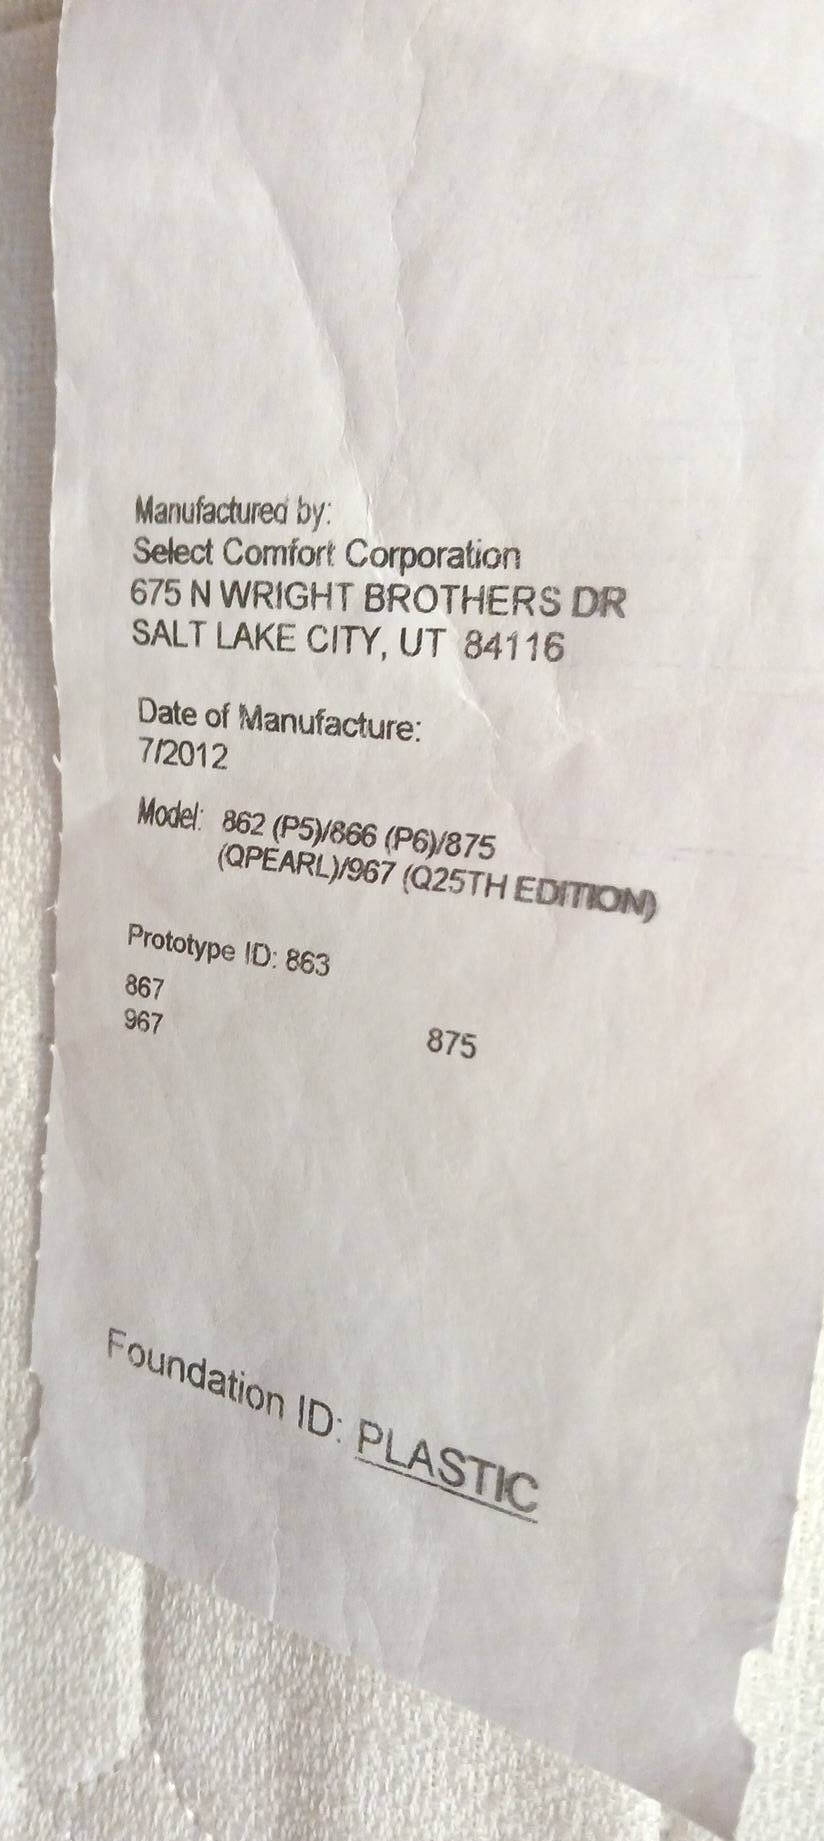 Manufactured by:
Select Comfort Corporation
675 N WRIGHT BROTHERS DR
SALT LAKE CITY, UT 84116
Date of Manufacture:
7/2012
Model: 862 (P5)/866 (P6)/875
(QPEARL)/967 (Q25TH EDITION)
Prototype ID: 863
867
967 875
Foundation ID: PLASTIC